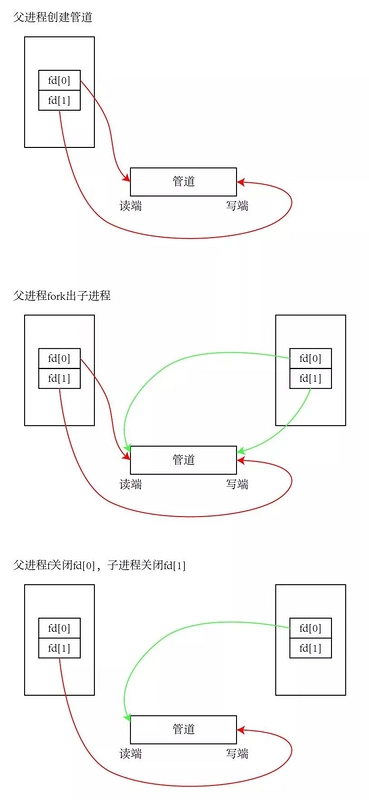 父进程创建管道
fd[0]
fd[1]
管道
读端 写端
父进程fork出子进程
fd[0] fd[0]
fd[1] fd[1]
管道
读端 写端
父进程f关闭fd[0]，子进程关闭fd[1]
fd[0] fd[0]
fd[1] fd[1]
管道
读端 写端